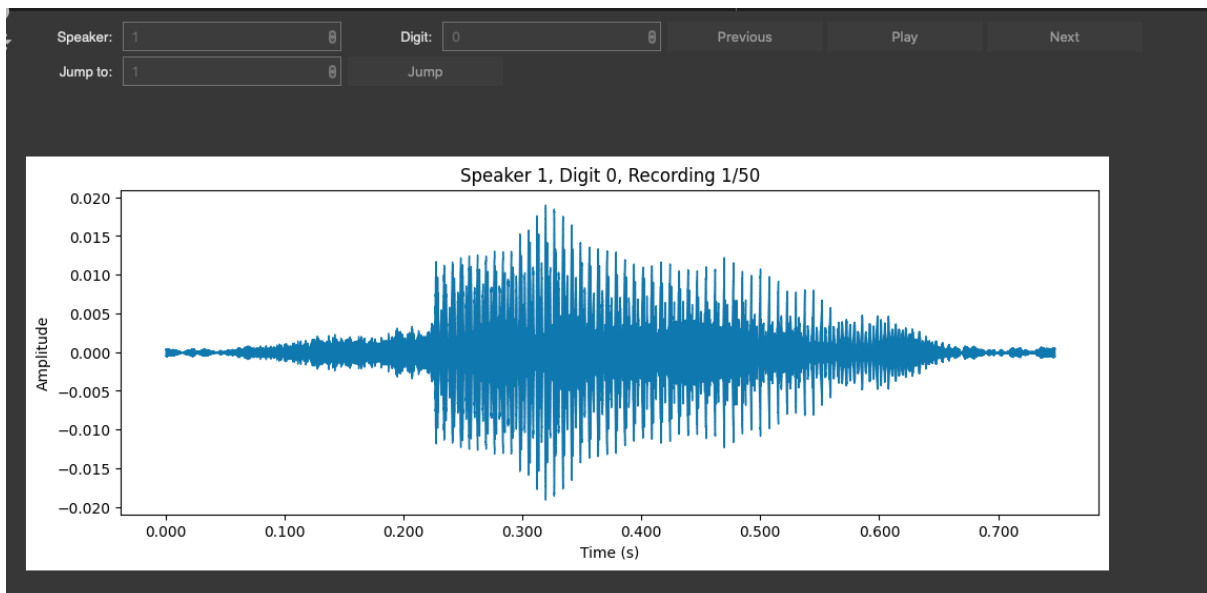 Speaker: 1 Digit: 0 Previous Play Next
Jump to: 1 Jump
Speaker 1, Digit 0, Recording 1/50
0.020
0.015
0.010
0.005
0.000
−0.005
−0.010
−0.015
−0.020
Amplitude
0.000 0.100 0.200 0.300 0.400 0.500 0.600 0.700
Time (s)